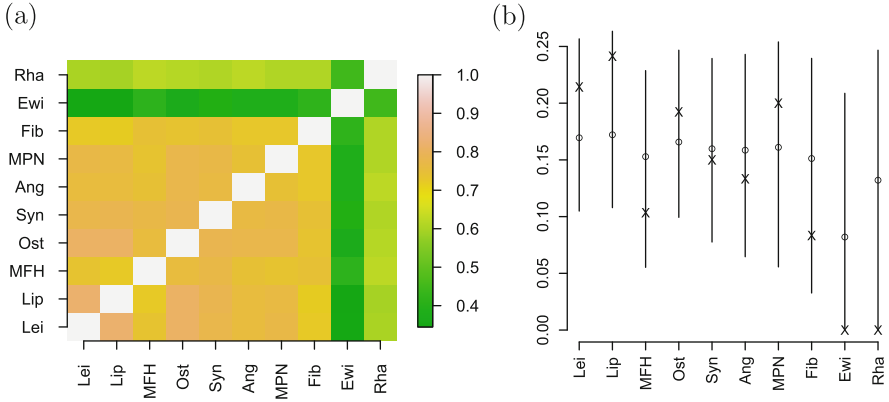 (a)
Rha
Ewi
Fib
MPN
Ang
Syn
Ost
MFH
Lip
Lei
Lei Lip MFH Ost Syn Ang MPN Fib Ewi Rha
1.0
0.9
0.8
0.7
0.6
0.5
0.4
(b)
0.25
0.20
0.15
0.10
0.05
0.00
Lei Lip MFH Ost Syn Ang MPN Fib Ewi Rha